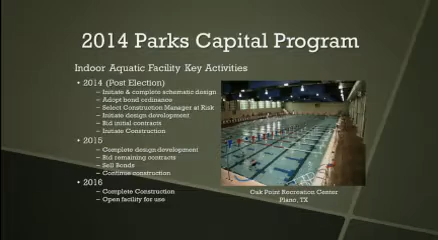 2014 Parks Capital Program
Indoor Aquatic Facility Key Activities
• 2014 (Post Election)
– Initiate & complete schematic design
– Adopt bond ordinance
– Select Construction Manager at Risk
– Initiate design development
– Bid initial contracts
– Initiate Construction
• 2015
– Complete design development
– Bid remaining contracts
– Sell Bonds
– Continue construction
• 2016
– Complete Construction
– Open facility for use
Oak Point Recreation Center
Plano, TX